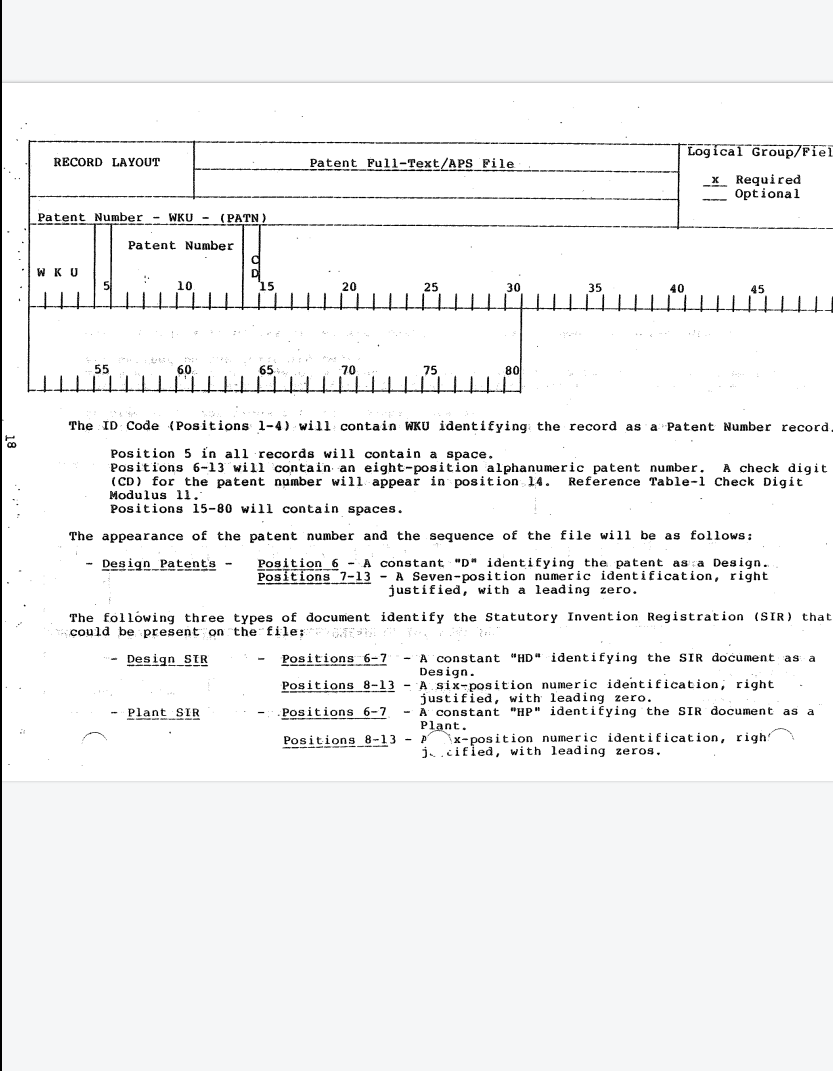 RECORD LAYOUT
Patent Full-Text/APS File
Logical Group/Fiel
x Required
___ Optional
Patent Number - WKU - (PATN)
Patent Number
C
W K U D
5 10 15 20 25 30 35 40 45
55 60 65 70 75 80
18
The ID Code (Positions 1-4) will contain WKU identifying the record as a Patent Number record.
Position 5 in all records will contain a space.
Positions 6-13 will contain an eight-position alphanumeric patent number. A check digit
(CD) for the patent number will appear in position 14. Reference Table-1 Check Digit
Modulus 11.
Positions 15-80 will contain spaces.
The appearance of the patent number and the sequence of the file will be as follows:
- Design Patents - Position 6 - A constant "D" identifying the patent as a Design.
Positions 7-13 - A Seven-position numeric identification, right
justified, with a leading zero.
The following three types of document identify the Statutory Invention Registration (SIR) that
could be present on the file:
- Design SIR - Positions 6-7 - A constant "HD" identifying the SIR document as a
Design.
Positions 8-13 - A six-position numeric identification, right
justified, with leading zero.
- Plant SIR - Positions 6-7 - A constant "HP" identifying the SIR document as a
Plant.
Positions 8-13 - x-position numeric identification, righ
ified, with leading zeros.